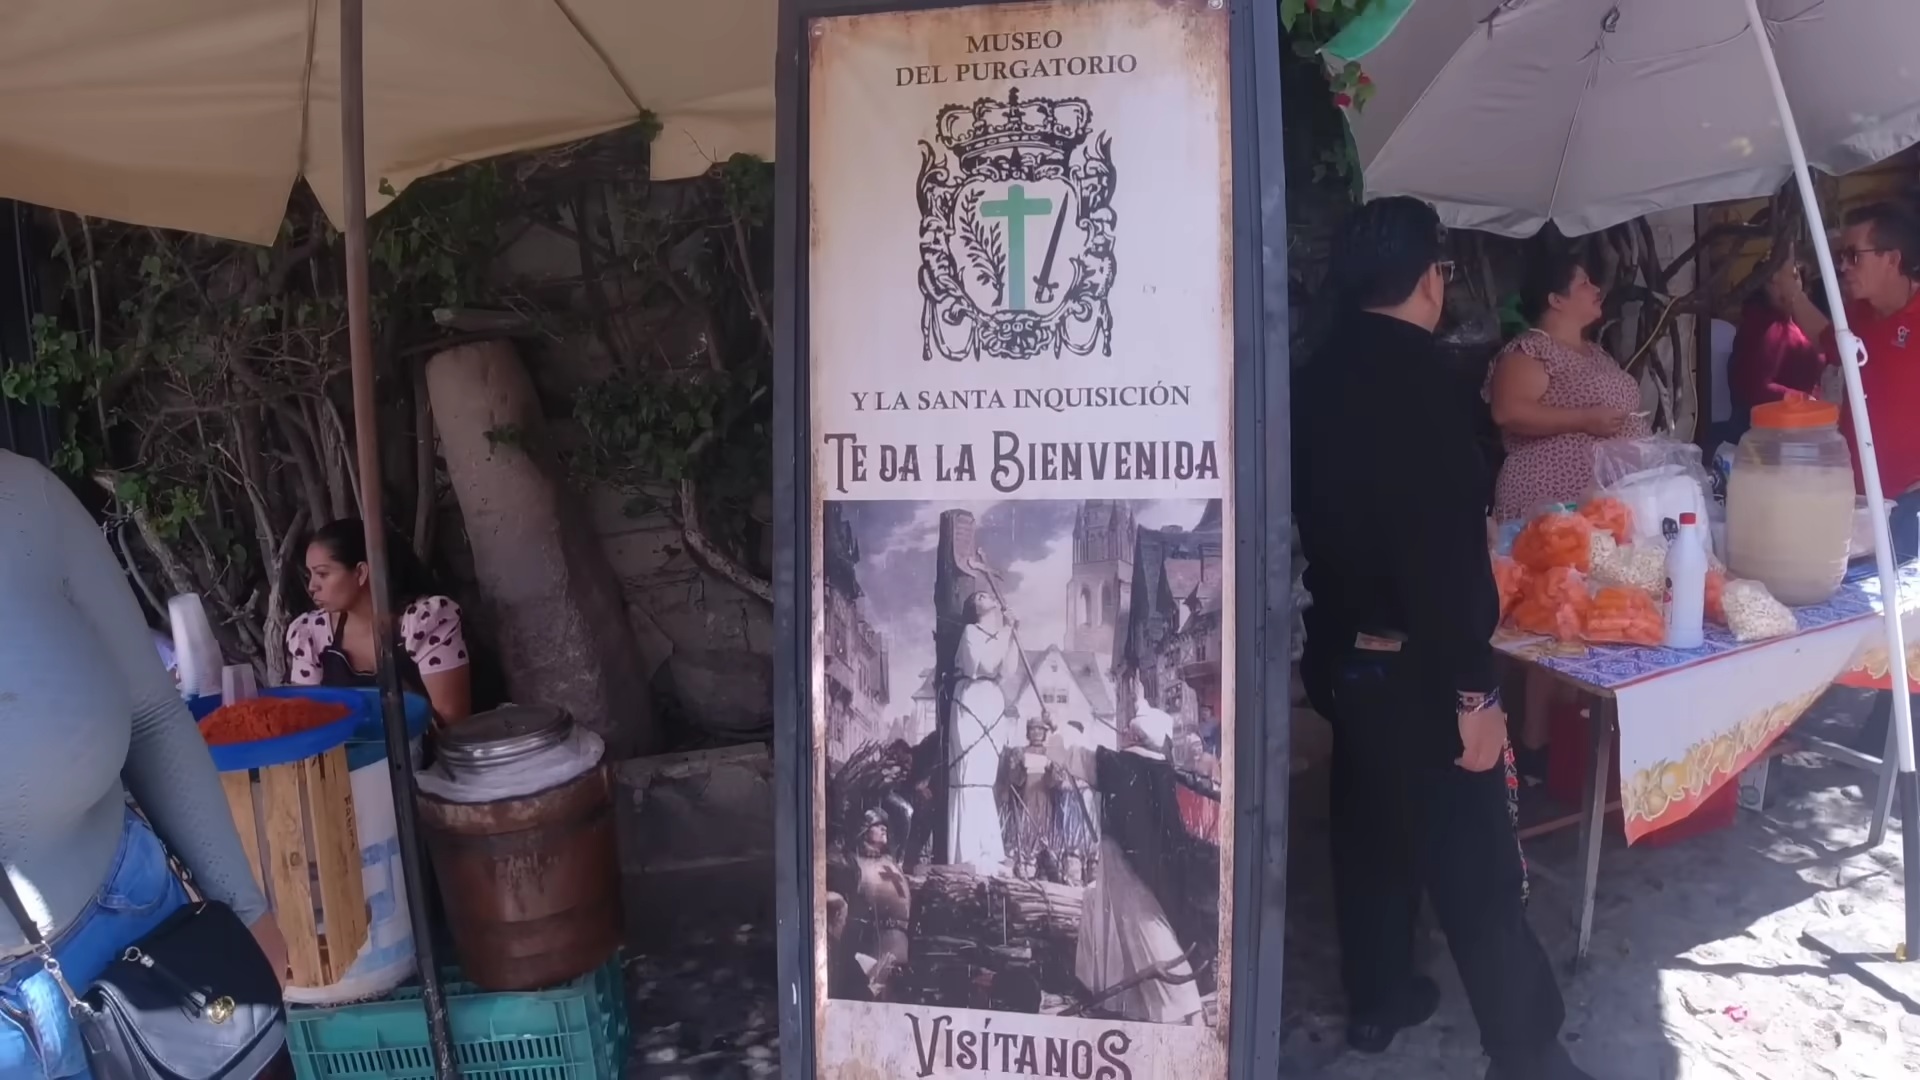 MUSEO
DEL PURGATORIO
Y LA SANTA INQUISICIÓN
TE DA LA BIENVENIDA
VISÍTANOS